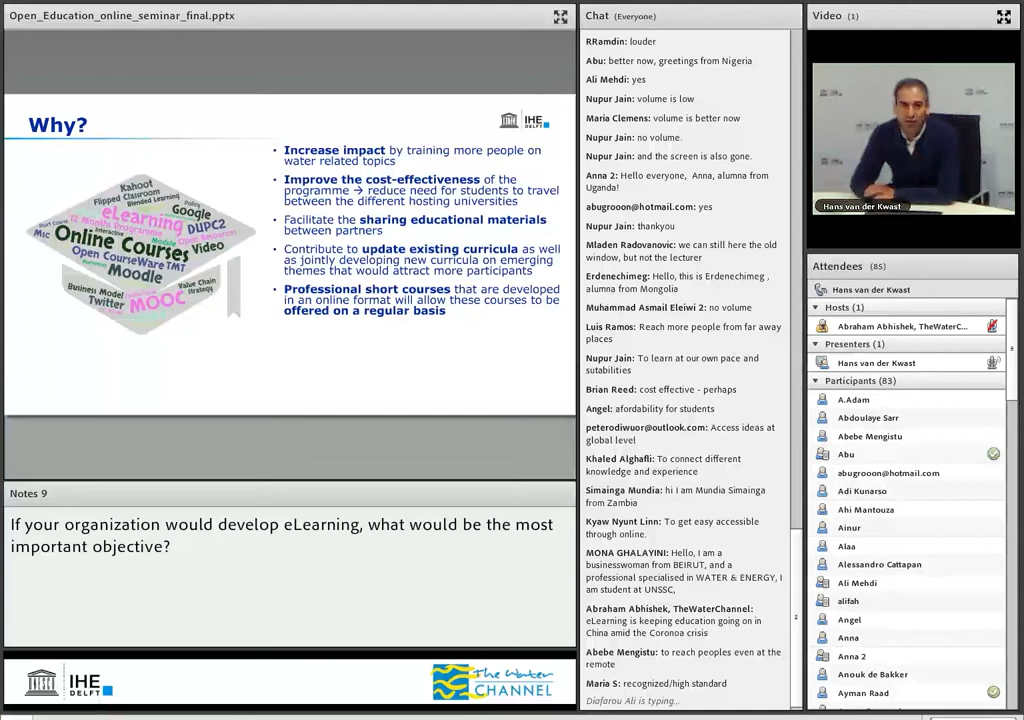 Open_Education_online_seminar_final.pptx
Why?
IHE
DELFT
Kahoot
Flipped Classroom
Blended Learning
Policy
eLearning
Google
Short Course
12 Months Programme
DUPC2
Msc
Interactive
Module
Open Resources
Online Courses
Video
Open CourseWare
TMT
Marketing
Moodle
Business Model
Value Chain
Strategy
Twitter
MOOC
• Increase impact by training more people on
water related topics
• Improve the cost-effectiveness of the
programme → reduce need for students to travel
between the different hosting universities
• Facilitate the sharing educational materials
between partners
• Contribute to update existing curricula as well
as jointly developing new curricula on emerging
themes that would attract more participants
• Professional short courses that are developed
in an online format will allow these courses to be
offered on a regular basis
Notes 9
If your organization would develop eLearning, what would be the most
important objective?
UNESCO
IHE
DELFT
The Water
CHANNEL
Chat (Everyone)
RRamdin: louder
Abu: better now, greetings from Nigeria
Ali Mehdi: yes
Nupur Jain: volume is low
Maria Clemens: volume is better now
Nupur Jain: no volume.
Nupur Jain: and the screen is also gone.
Anna 2: Hello everyone, Anna, alumna from
Uganda!
abugrooon@hotmail.com: yes
Nupur Jain: thankyou
Mladen Radovanovic: we can still here the old
window, but not the lecturer
Erdenechimeg: Hello, this is Erdenechimeg ,
alumna from Mongolia
Muhammad Asmail Eleiwi 2: no volume
Luis Ramos: Reach more people from far away
places
Nupur Jain: To learn at our own pace and
sutabilities
Brian Reed: cost effective - perhaps
Angel: afordability for students
peterodiwuor@outlook.com: Access ideas at
global level
Khaled Alghafli: To connect different
knowledge and experience
Simainga Mundia: hi I am Mundia Simainga
from Zambia
Kyaw Nyunt Linn: To get easy accessible
through online.
MONA GHALAYINI: Hello, I am a
businesswoman from BEIRUT, and a
professional specialised in WATER & ENERGY, I
am student at UNSSC,
Abraham Abhishek, TheWaterChannel:
eLearning is keeping education going on in
China amid the Coronoa crisis
Abebe Mengistu: to reach peoples even at the
remote
Maria S: recognized/high standard
Diafarou Ali is typing...
Video (1)
Hans van der Kwast
Attendees (85)
Hans van der Kwast
Hosts (1)
Abraham Abhishek, TheWaterC...
Presenters (1)
Hans van der Kwast
Participants (83)
A.Adam
Abdoulaye Sarr
Abebe Mengistu
Abu
abugrooon@hotmail.com
Adi Kunarso
Ahi Mantouza
Ainur
Alaa
Alessandro Cattapan
Ali Mehdi
alifah
Angel
Anna
Anna 2
Anouk de Bakker
Ayman Raad